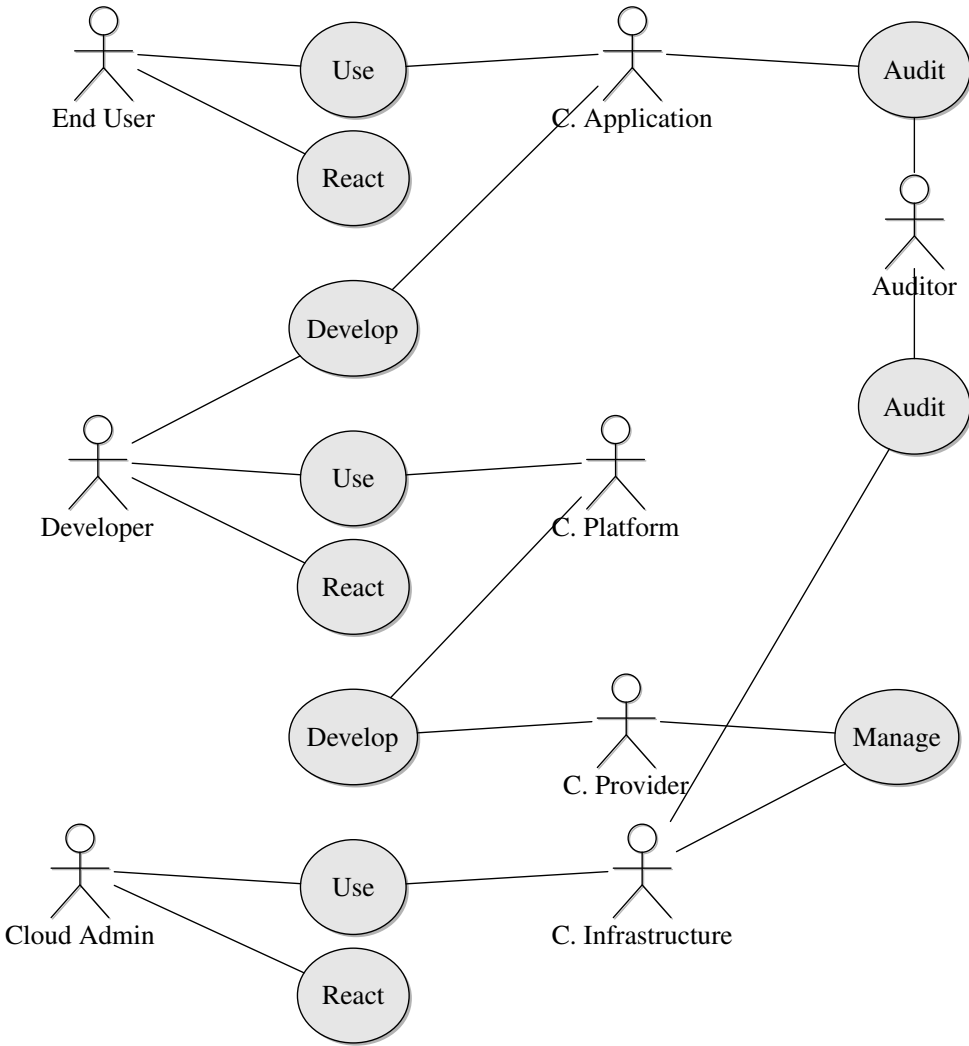 Use
Audit
End User
C. Application
React
Auditor
Develop
Audit
Use
Developer
C. Platform
React
Develop
Manage
C. Provider
Use
Cloud Admin
C. Infrastructure
React